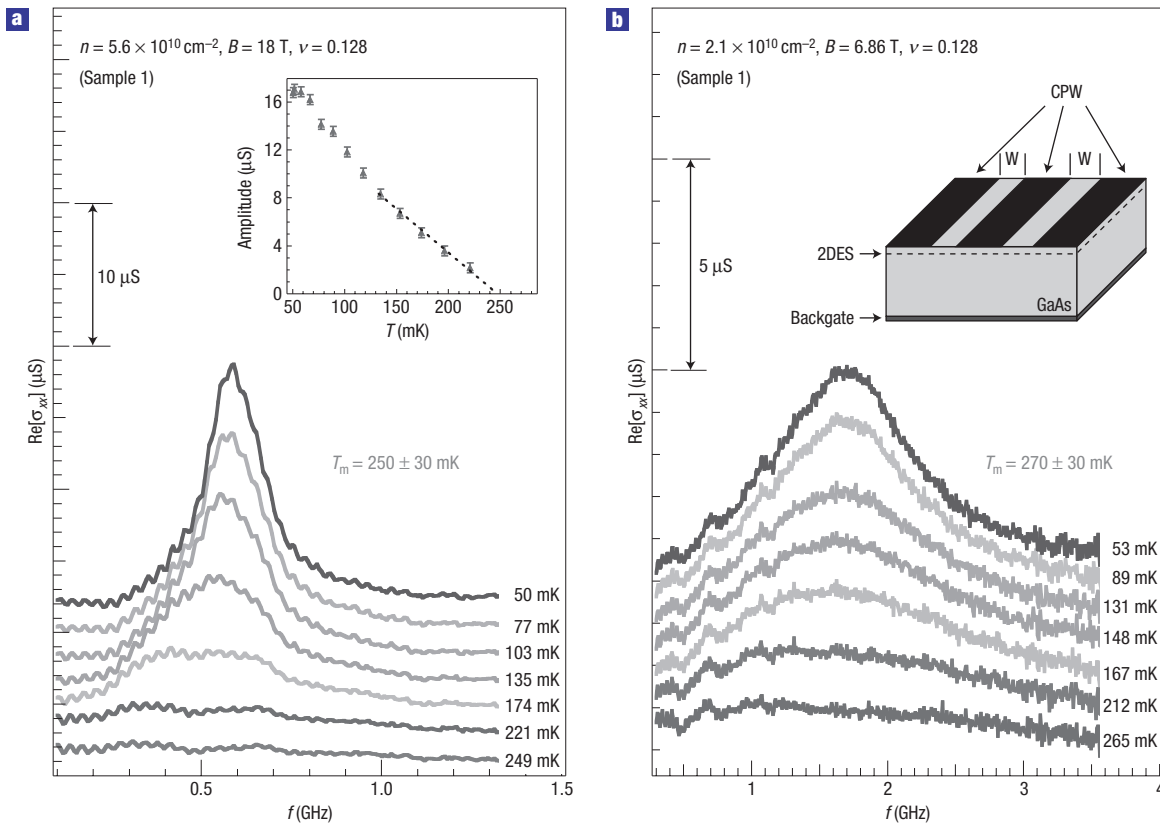 a
n = 5.6 × 10¹⁰ cm⁻², B = 18 T, ν = 0.128
(Sample 1)
16
12
8
4
0
Amplitude (μS)
50 100 150 200 250
T (mK)
10 μS
Re[σxx] (μS)
Tm = 250 ± 30 mK
50 mK
77 mK
103 mK
135 mK
174 mK
221 mK
249 mK
0.5 1.0 1.5
f (GHz)
b
n = 2.1 × 10¹⁰ cm⁻², B = 6.86 T, ν = 0.128
(Sample 1)
CPW
W W
2DES
GaAs
Backgate
5 μS
Re[σxx] (μS)
Tm = 270 ± 30 mK
53 mK
89 mK
131 mK
148 mK
167 mK
212 mK
265 mK
1 2 3 4
f (GHz)